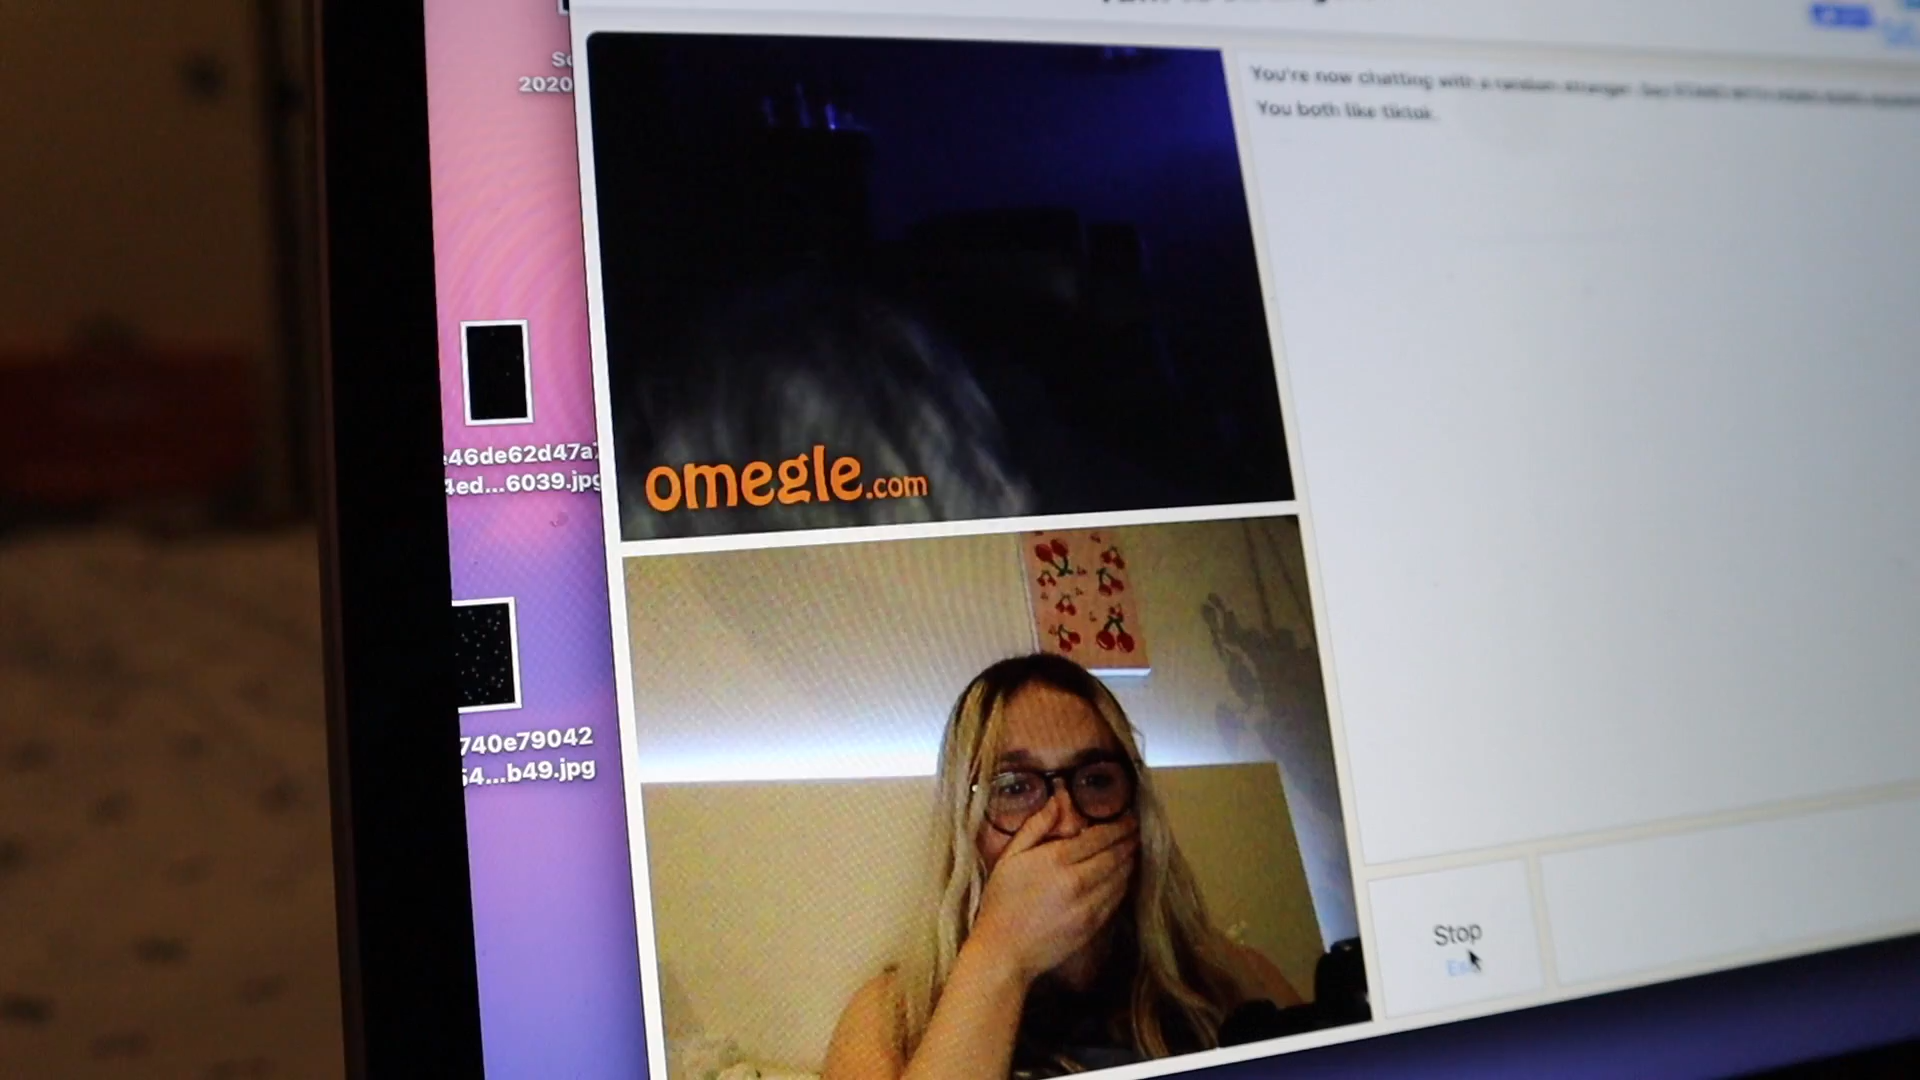 2020
46de62d47a
4ed...6039.jpg
740e79042
54...b49.jpg
omegle.com
You're now chatting with a random stranger.
You both like tiktok.
Stop